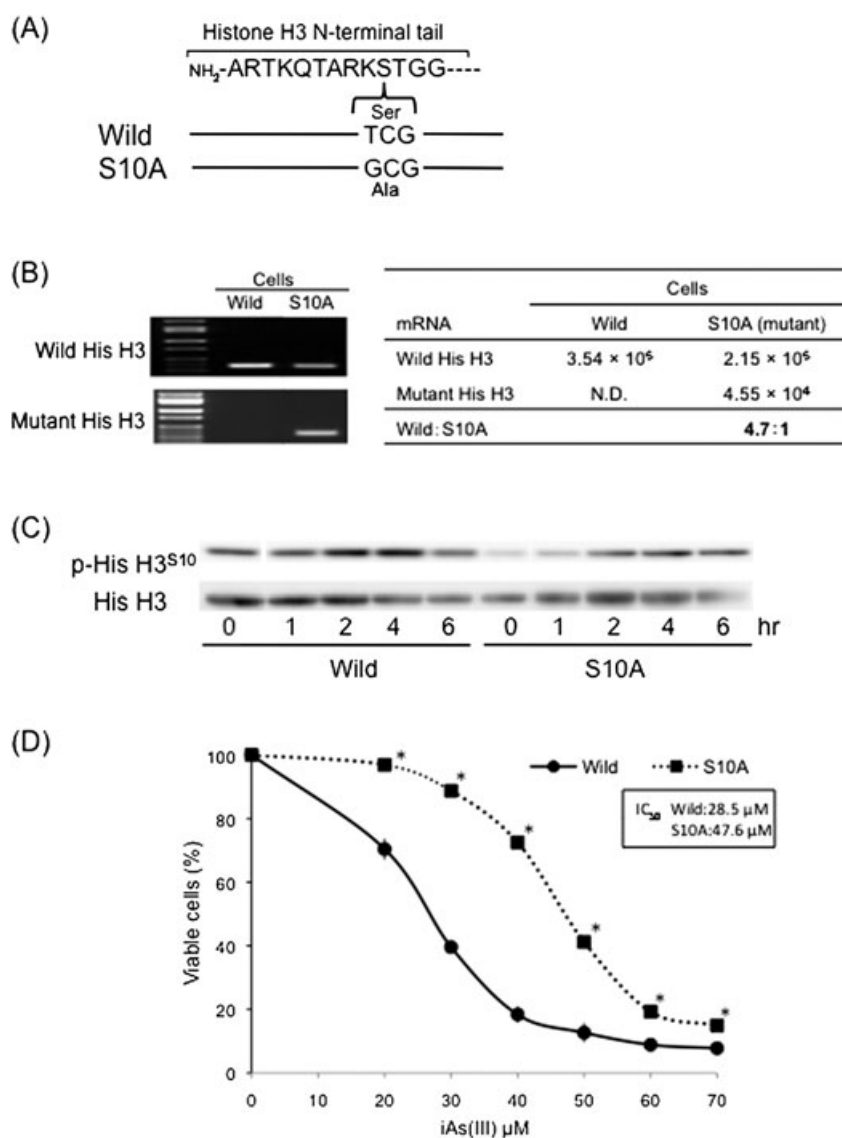 (A)
Histone H3 N-terminal tail
NH2-ARTKQTARKSTGG----
Ser
Wild TCG
S10A GCG
Ala
(B)
Cells
Wild S10A
Wild His H3
Mutant His H3
Cells
mRNA Wild S10A (mutant)
Wild His H3 3.54 × 10⁵ 2.15 × 10⁵
Mutant His H3 N.D. 4.55 × 10⁴
Wild:S10A 4.7:1
(C)
p-His H3S10
His H3
0 1 2 4 6 0 1 2 4 6 hr
Wild S10A
(D)
Wild S10A
IC50 Wild:28.5 μM
S10A:47.6 μM
Viable cells (%)
100
80
60
40
20
0
* * * * * *
0 10 20 30 40 50 60 70
iAs(III) μM